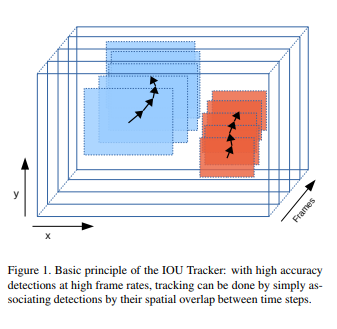 y
x
Frames
Figure 1. Basic principle of the IOU Tracker: with high accuracy
detections at high frame rates, tracking can be done by simply as-
sociating detections by their spatial overlap between time steps.